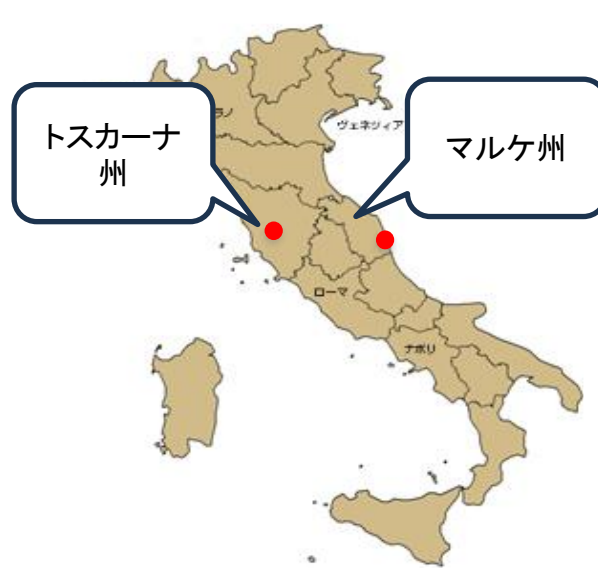 トスカーナ
州
マルケ州
ヴェネツィア
ローマ
ナポリ